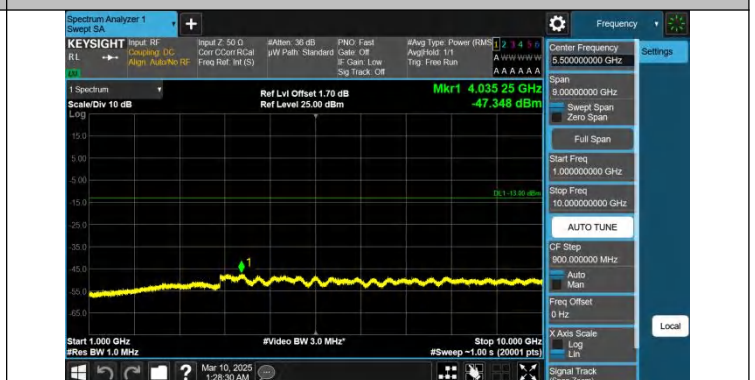 Spectrum Analyzer 1
Swept SA
Frequency
KEYSIGHT
RL
Input: RF
Coupling: DC
Align: Auto/No RF
Input Z: 50 Ω
Corr CCorr RCal
Freq Ref: Int (S)
#Atten: 36 dB
µW Path: Standard
PNO: Fast
Gate: Off
IF Gain: Low
Sig Track: Off
#Avg Type: Power (RMS
Avg|Hold: 1/1
Trig: Free Run
1 2 3 4 5 6
A W W W W W
A A A A A A
1 Spectrum
Scale/Div 10 dB
Log
Ref Lvl Offset 1.70 dB
Ref Level 25.00 dBm
Mkr1 4.035 25 GHz
-47.348 dBm
15.0
5.00
-5.00
-15.0
-25.0
-35.0
-45.0
-55.0
-65.0
DL1 -13.00 dBm
1
Start 1.000 GHz
#Res BW 1.0 MHz
#Video BW 3.0 MHz*
Stop 10.000 GHz
#Sweep ~1.00 s (20001 pts)
Mar 10, 2025
1:28:30 AM
Center Frequency
5.500000000 GHz
Settings
Span
9.00000000 GHz
Swept Span
Zero Span
Full Span
Start Freq
1.000000000 GHz
Stop Freq
10.000000000 GHz
AUTO TUNE
CF Step
900.000000 MHz
Auto
Man
Freq Offset
0 Hz
X Axis Scale
Log
Lin
Local
Signal Track